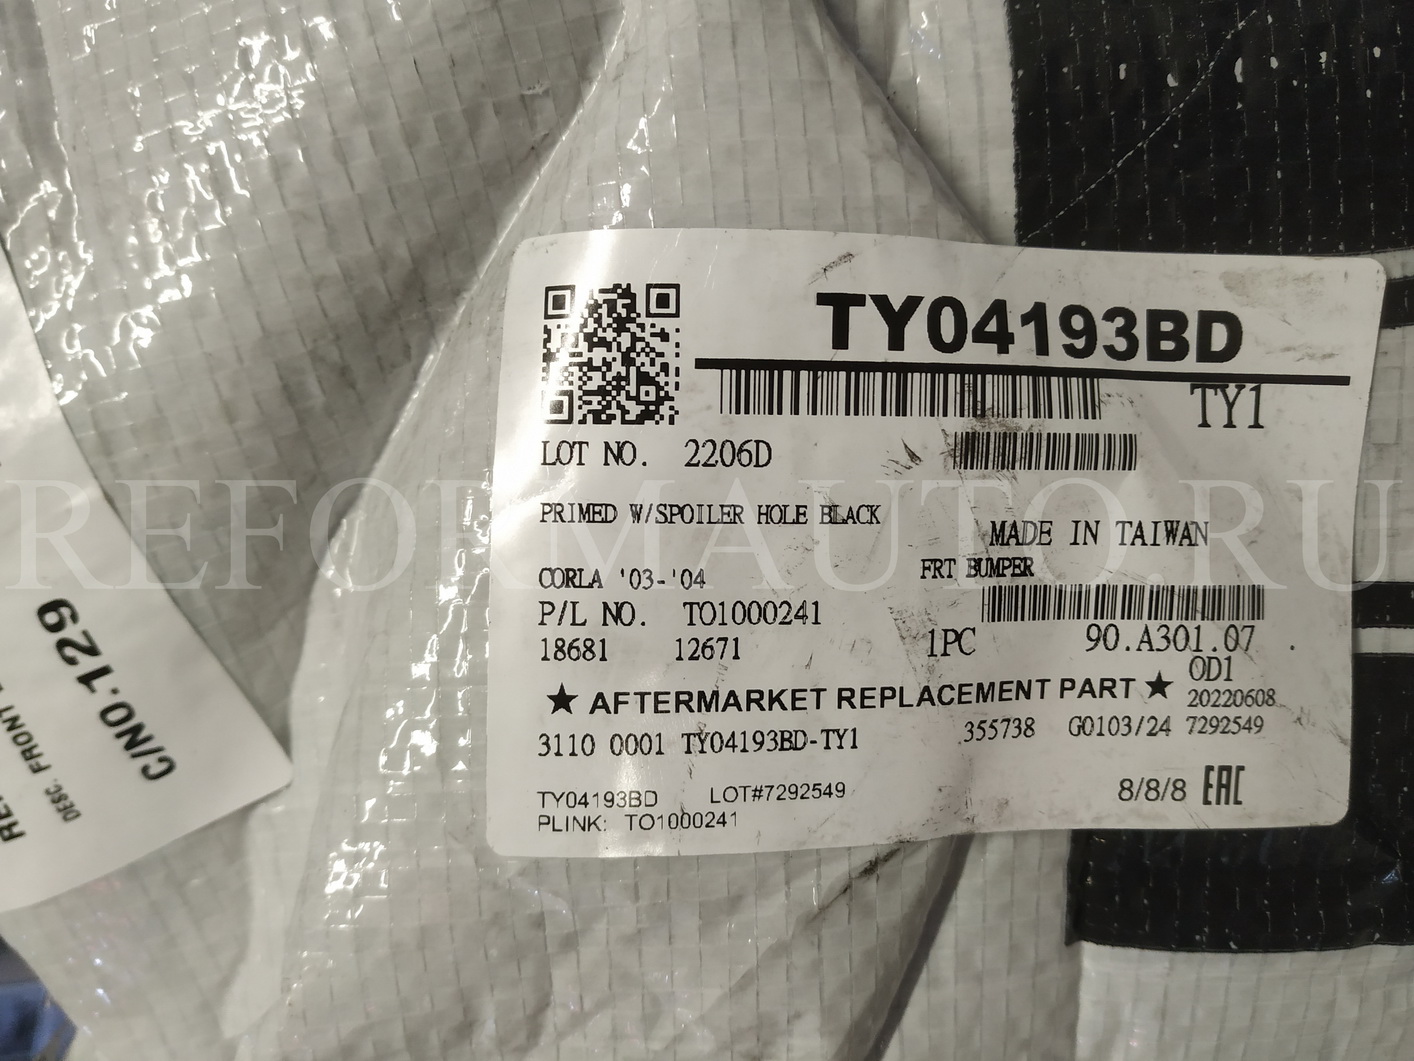 TY04193BD
TY1
LOT NO. 2206D
PRIMED W/SPOILER HOLE BLACK
MADE IN TAIWAN
CORLA '03-'04 FRT BUMPER
P/L NO. TO1000241
18681 12671 1PC 90.A301.07 .
OD1
★ AFTERMARKET REPLACEMENT PART ★ 20220608
3110 0001 TY04193BD-TY1 355738 G0103/24 7292549
TY04193BD LOT#7292549 8/8/8 EAC
PLINK: TO1000241
C/NO.129
DESC. FRONT
REFORMAUTO.RU